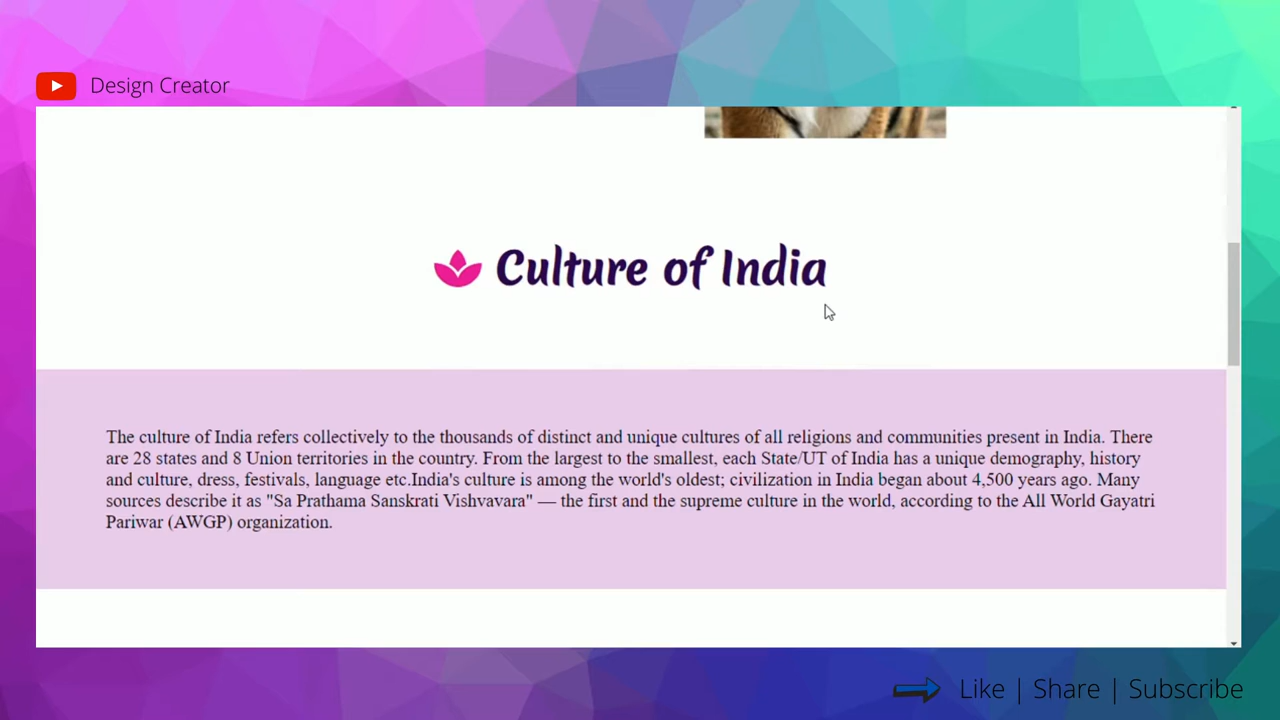 Design Creator
Culture of India
The culture of India refers collectively to the thousands of distinct and unique cultures of all religions and communities present in India. There
are 28 states and 8 Union territories in the country. From the largest to the smallest, each State/UT of India has a unique demography, history
and culture, dress, festivals, language etc.India's culture is among the world's oldest; civilization in India began about 4,500 years ago. Many
sources describe it as "Sa Prathama Sanskrati Vishvavara" — the first and the supreme culture in the world, according to the All World Gayatri
Pariwar (AWGP) organization.
Like | Share | Subscribe